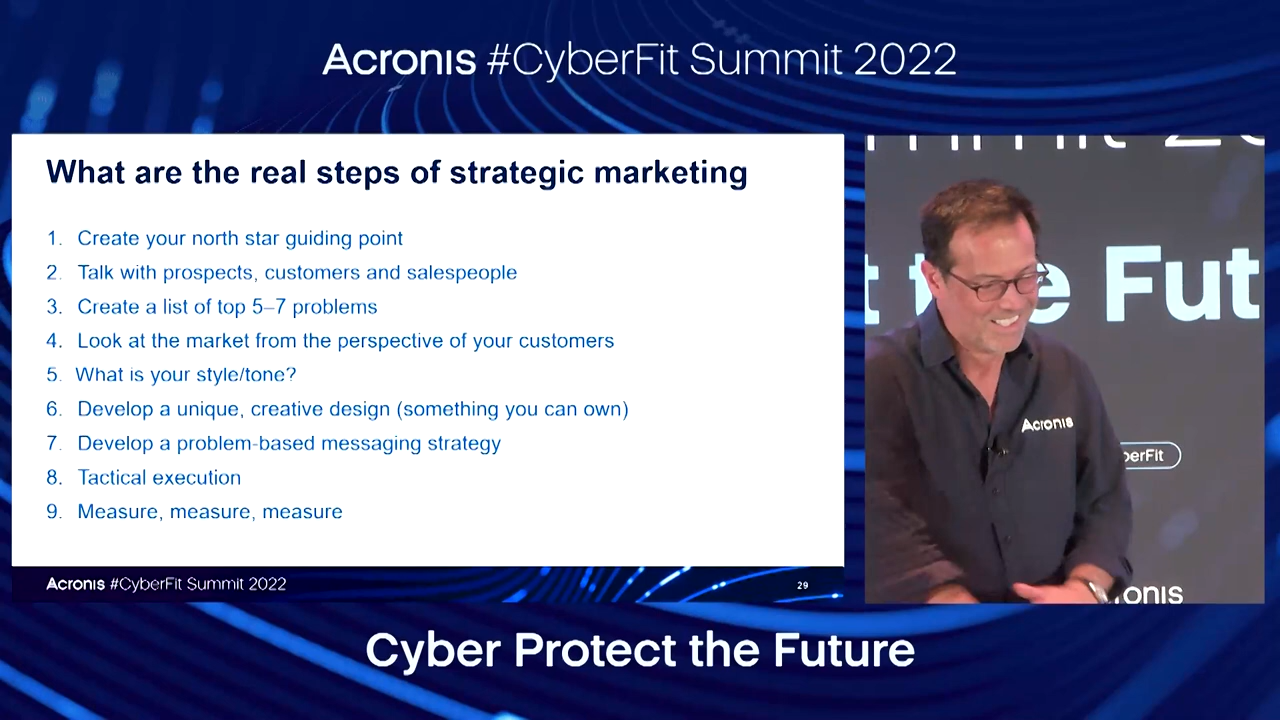 Acronis #CyberFit Summit 2022
What are the real steps of strategic marketing
1. Create your north star guiding point
2. Talk with prospects, customers and salespeople
3. Create a list of top 5–7 problems
4. Look at the market from the perspective of your customers
5. What is your style/tone?
6. Develop a unique, creative design (something you can own)
7. Develop a problem-based messaging strategy
8. Tactical execution
9. Measure, measure, measure
Acronis #CyberFit Summit 2022
29
the Fut
Acronis
berFit
onis
Cyber Protect the Future